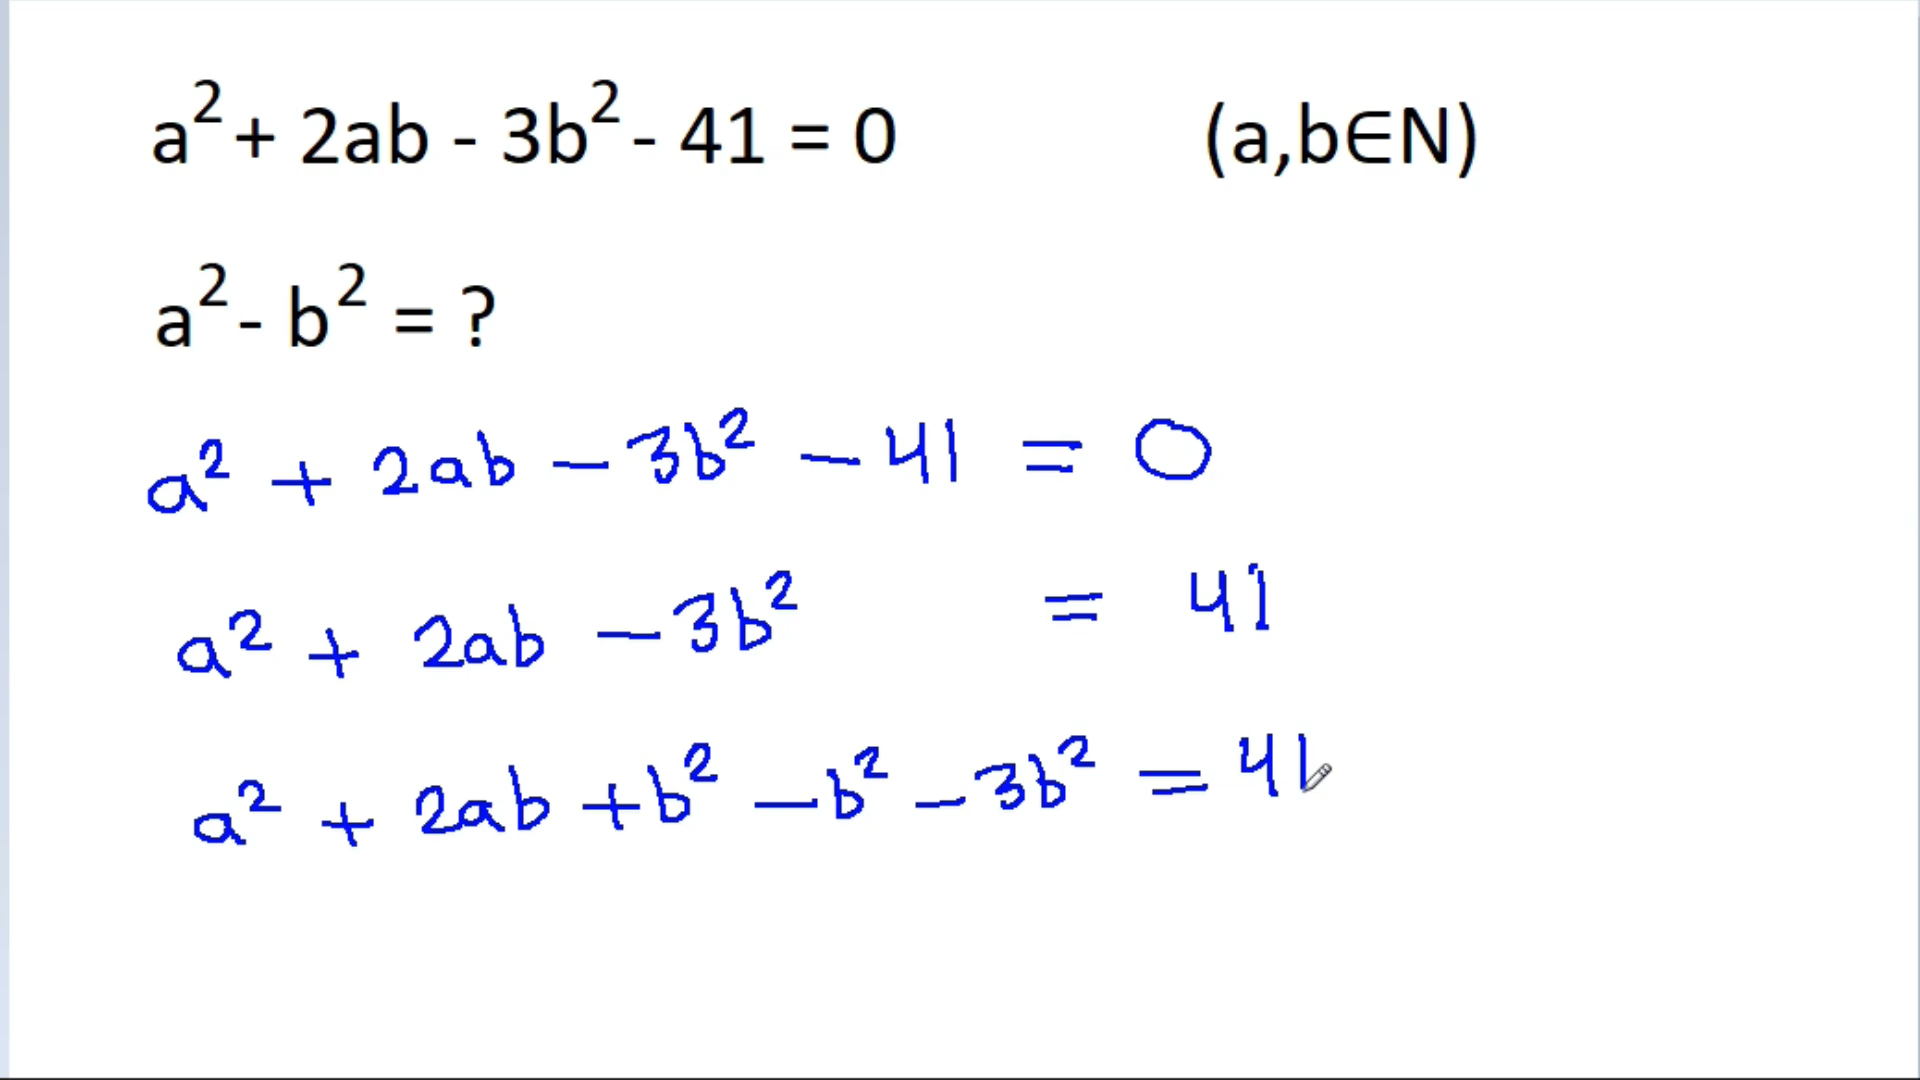 a² + 2ab - 3b² - 41 = 0 (a,b∈N)
a² - b² = ?
a² + 2ab - 3b² - 41 = 0
a² + 2ab - 3b² = 41
a² + 2ab + b² - b² - 3b² = 41